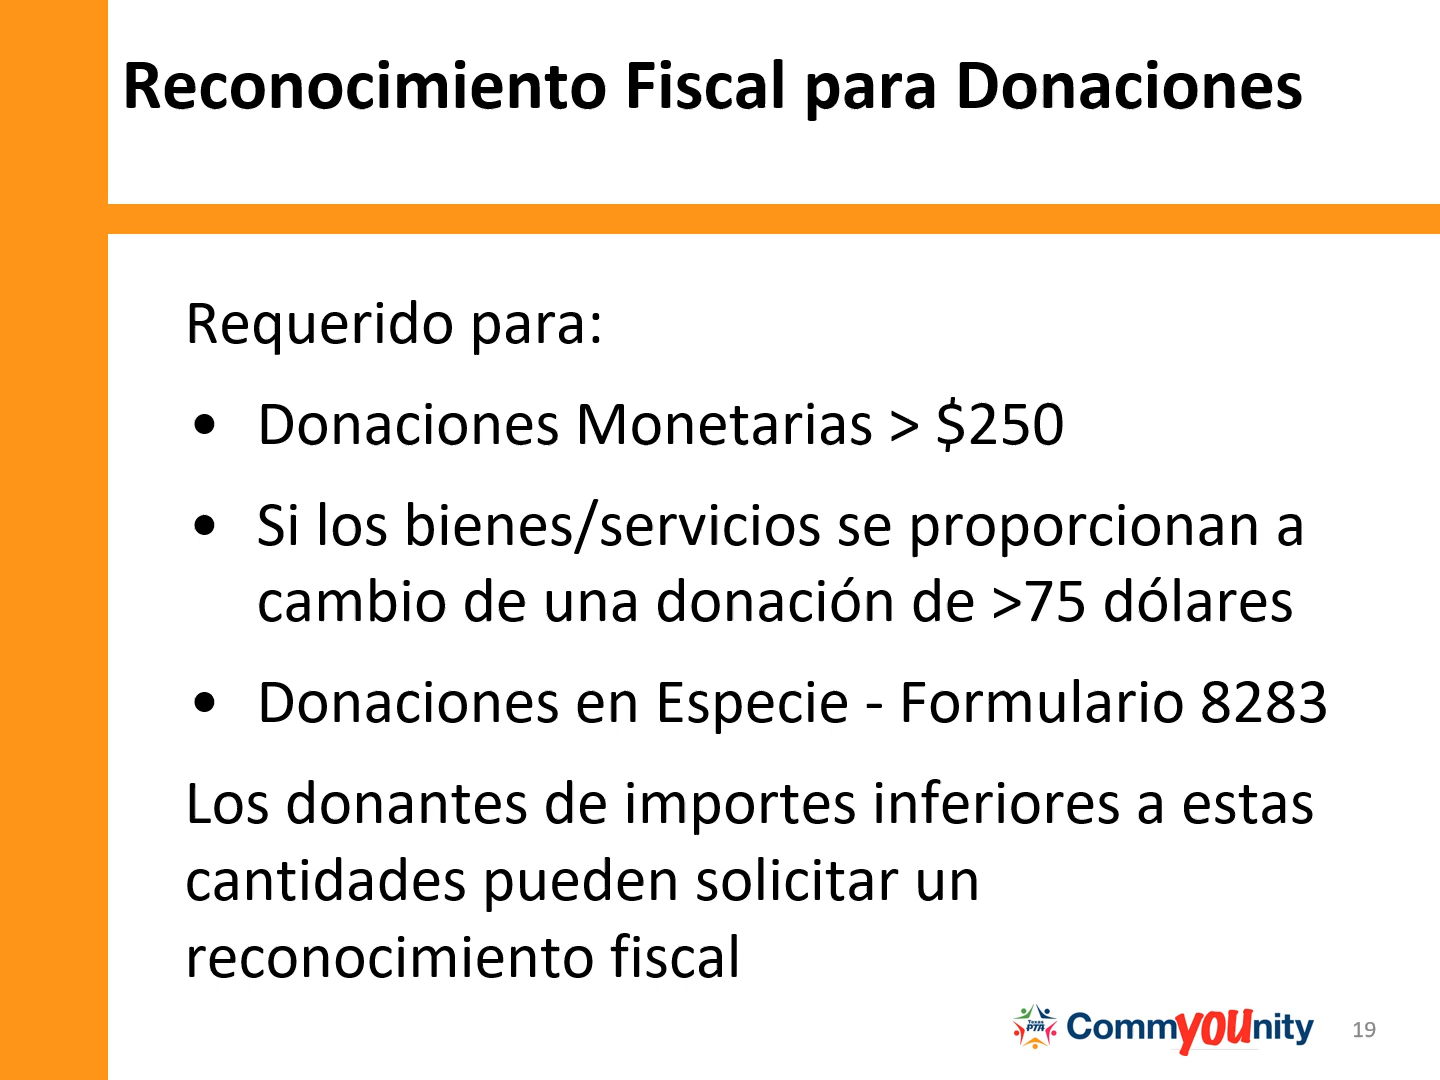 Reconocimiento Fiscal para Donaciones
Requerido para:
• Donaciones Monetarias > $250
• Si los bienes/servicios se proporcionan a
cambio de una donación de >75 dólares
• Donaciones en Especie - Formulario 8283
Los donantes de importes inferiores a estas
cantidades pueden solicitar un
reconocimiento fiscal
Texas
PTA
CommYOUnity
19